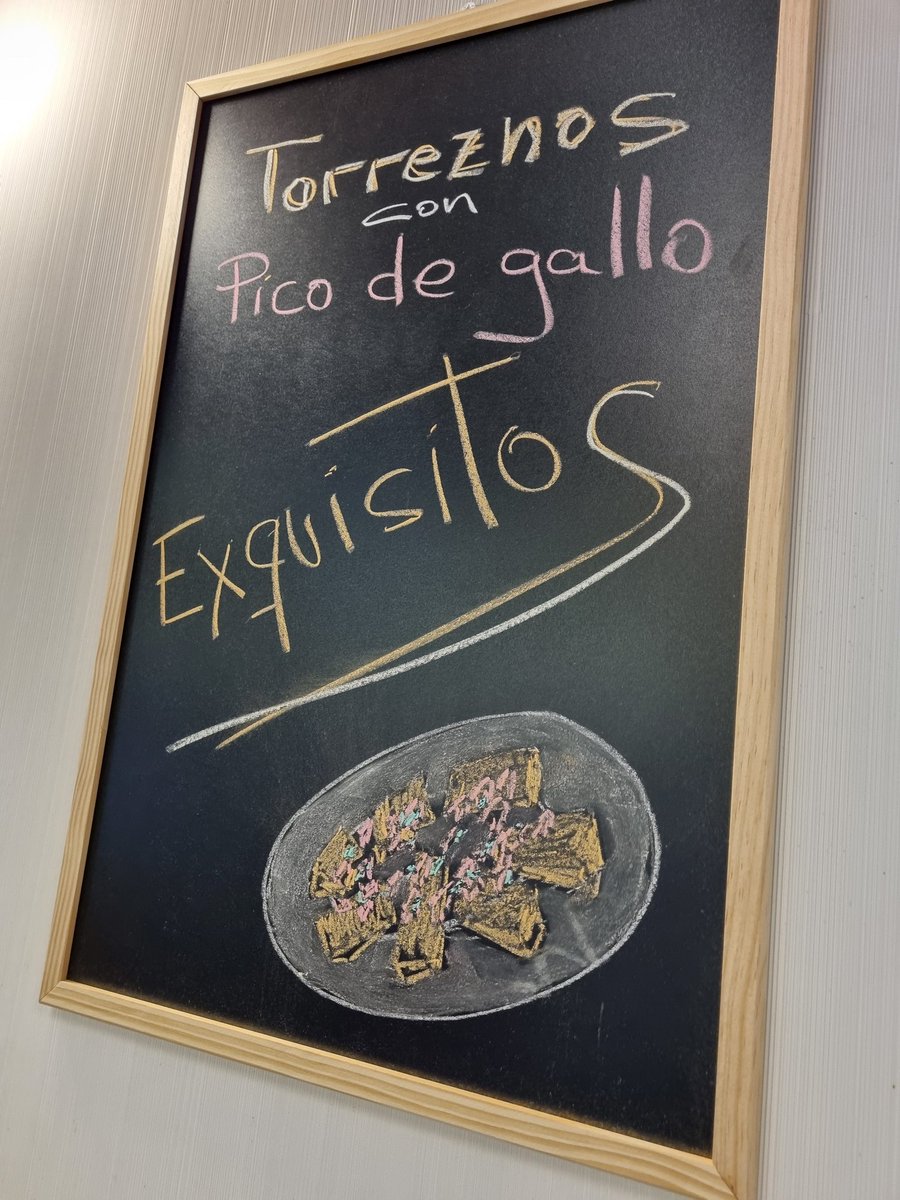 Torreznos
con
Pico de gallo
Exquisitos